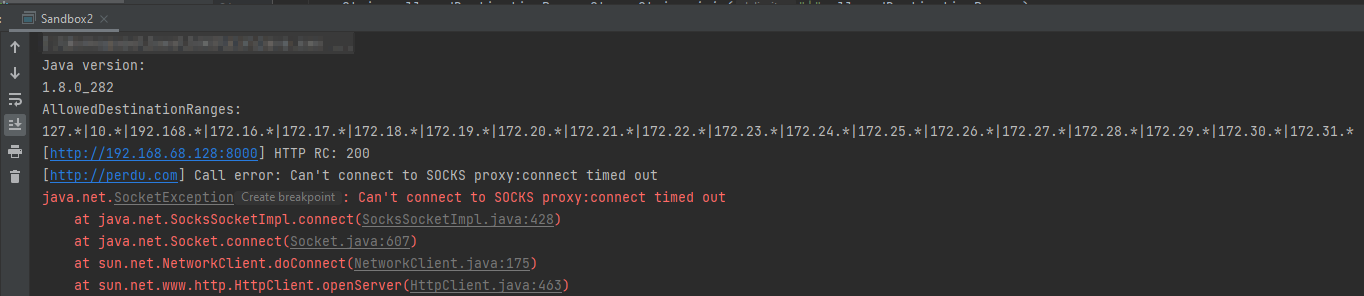 Sandbox2
Java version:
1.8.0_282
AllowedDestinationRanges:
127.*|10.*|192.168.*|172.16.*|172.17.*|172.18.*|172.19.*|172.20.*|172.21.*|172.22.*|172.23.*|172.24.*|172.25.*|172.26.*|172.27.*|172.28.*|172.29.*|172.30.*|172.31.*
[http://192.168.68.128:8000] HTTP RC: 200
[http://perdu.com] Call error: Can't connect to SOCKS proxy:connect timed out
java.net.SocketException Create breakpoint : Can't connect to SOCKS proxy:connect timed out
at java.net.SocksSocketImpl.connect(SocksSocketImpl.java:428)
at java.net.Socket.connect(Socket.java:607)
at sun.net.NetworkClient.doConnect(NetworkClient.java:175)
at sun.net.www.http.HttpClient.openServer(HttpClient.java:463)